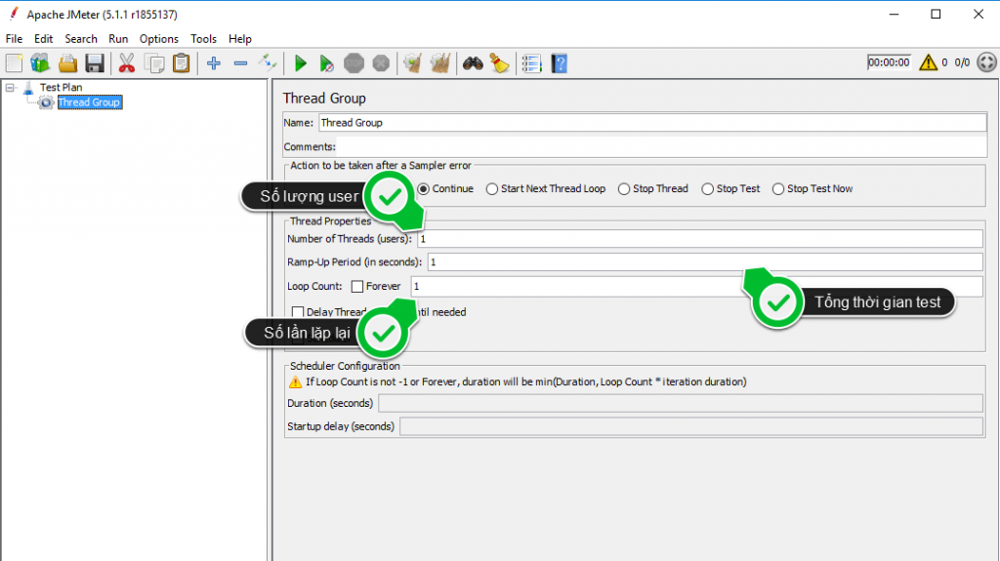 Apache JMeter (5.1.1 r1855137)
File Edit Search Run Options Tools Help
00:00:00 0 0/0
Test Plan
Thread Group
Thread Group
Name: Thread Group
Comments:
Action to be taken after a Sampler error
Continue Start Next Thread Loop Stop Thread Stop Test Stop Test Now
Số lượng user
Thread Properties
Number of Threads (users): 1
Ramp-Up Period (in seconds): 1
Loop Count: Forever 1
Tổng thời gian test
Delay Thread until needed
Số lần lặp lại
Scheduler Configuration
If Loop Count is not -1 or Forever, duration will be min(Duration, Loop Count * iteration duration)
Duration (seconds)
Startup delay (seconds)